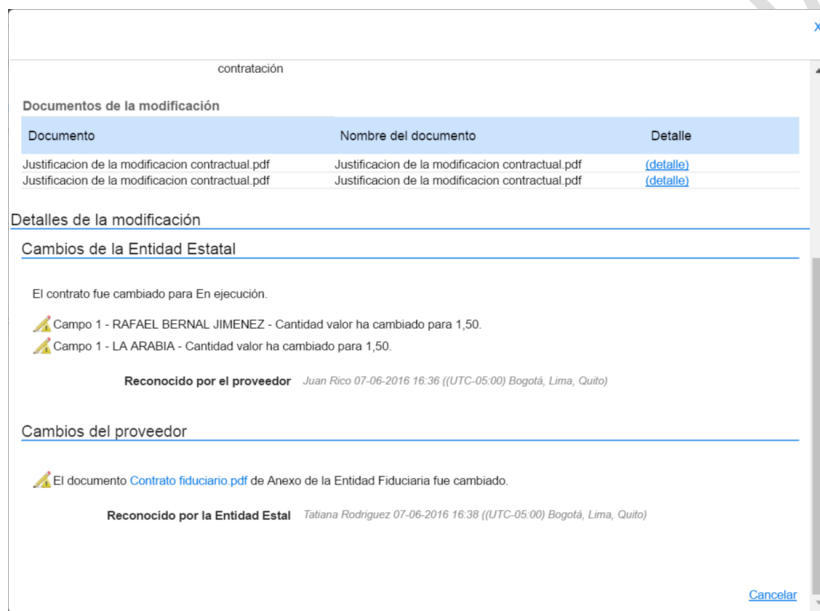 X
contratación
Documentos de la modificación
Documento Nombre del documento Detalle
Justificacion de la modificacion contractual.pdf Justificacion de la modificacion contractual.pdf (detalle)
Justificacion de la modificacion contractual.pdf Justificacion de la modificacion contractual.pdf (detalle)
Detalles de la modificación
Cambios de la Entidad Estatal
El contrato fue cambiado para En ejecución.
Campo 1 - RAFAEL BERNAL JIMENEZ - Cantidad valor ha cambiado para 1,50.
Campo 1 - LA ARABIA - Cantidad valor ha cambiado para 1,50.
Reconocido por el proveedor Juan Rico 07-06-2016 16:36 ((UTC-05:00) Bogotá, Lima, Quito)
Cambios del proveedor
El documento Contrato fiduciario.pdf de Anexo de la Entidad Fiduciaria fue cambiado.
Reconocido por la Entidad Estal Tatiana Rodriguez 07-06-2016 16:38 ((UTC-05:00) Bogotá, Lima, Quito)
Cancelar